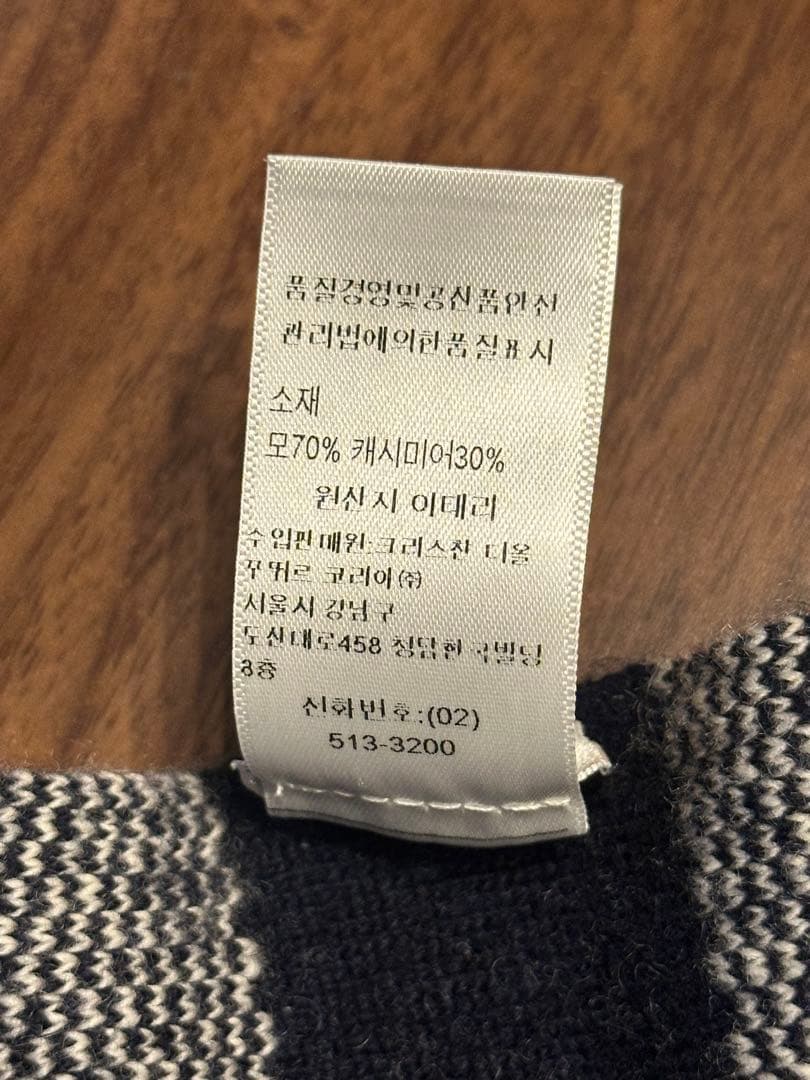 품질경영및공산품안전
관리법에의한품질표시
소재
모70% 캐시미어30%
원산지 이태리
수입판매원:크리스챤 디올
꾸뛰르 코리아㈜
서울시 강남구
도산대로458 청담한국빌딩
8층
전화번호:(02)
513-3200